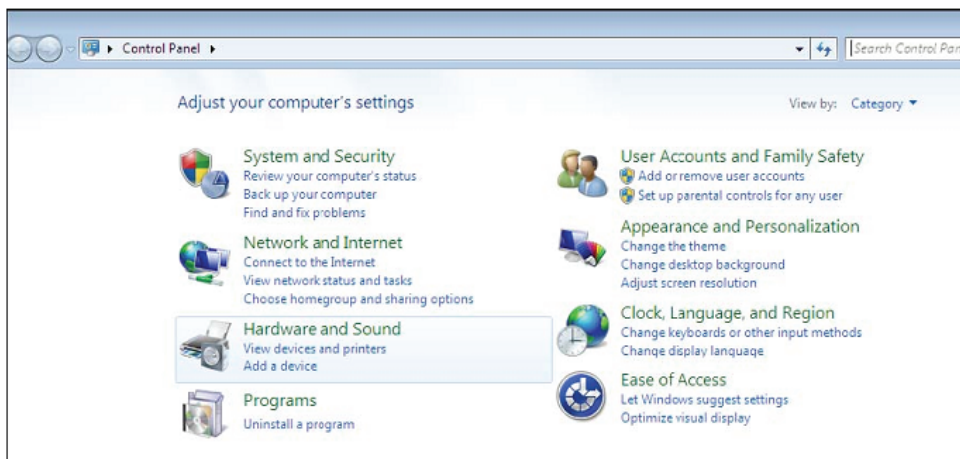 Control Panel
Search Control Pan
Adjust your computer's settings
View by: Category
System and Security
Review your computer's status
Back up your computer
Find and fix problems
Network and Internet
Connect to the Internet
View network status and tasks
Choose homegroup and sharing options
Hardware and Sound
View devices and printers
Add a device
Programs
Uninstall a program
User Accounts and Family Safety
Add or remove user accounts
Set up parental controls for any user
Appearance and Personalization
Change the theme
Change desktop background
Adjust screen resolution
Clock, Language, and Region
Change keyboards or other input methods
Change display language
Ease of Access
Let Windows suggest settings
Optimize visual display